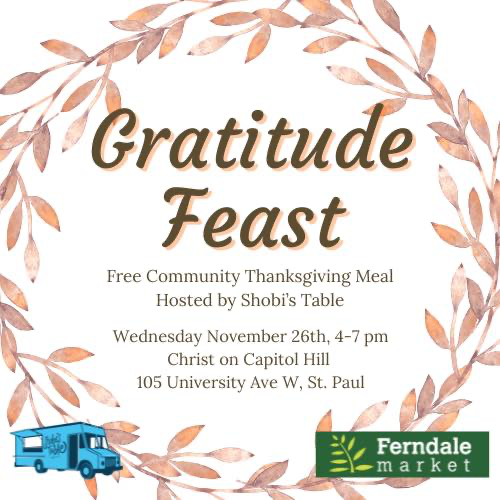 Gratitude
Feast
Free Community Thanksgiving Meal
Hosted by Shobi's Table
Wednesday November 26th, 4-7 pm
Christ on Capitol Hill
105 University Ave W, St. Paul
Ferndale
market